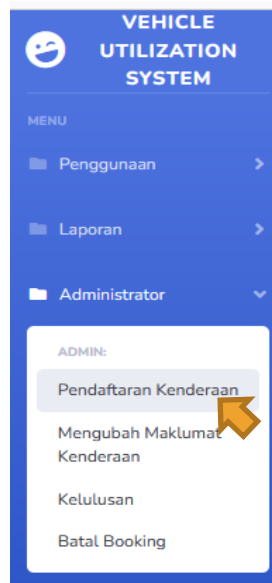 VEHICLE
UTILIZATION
SYSTEM
MENU
Penggunaan
Laporan
Administrator
ADMIN:
Pendaftaran Kenderaan
Mengubah Maklumat
Kenderaan
Kelulusan
Batal Booking